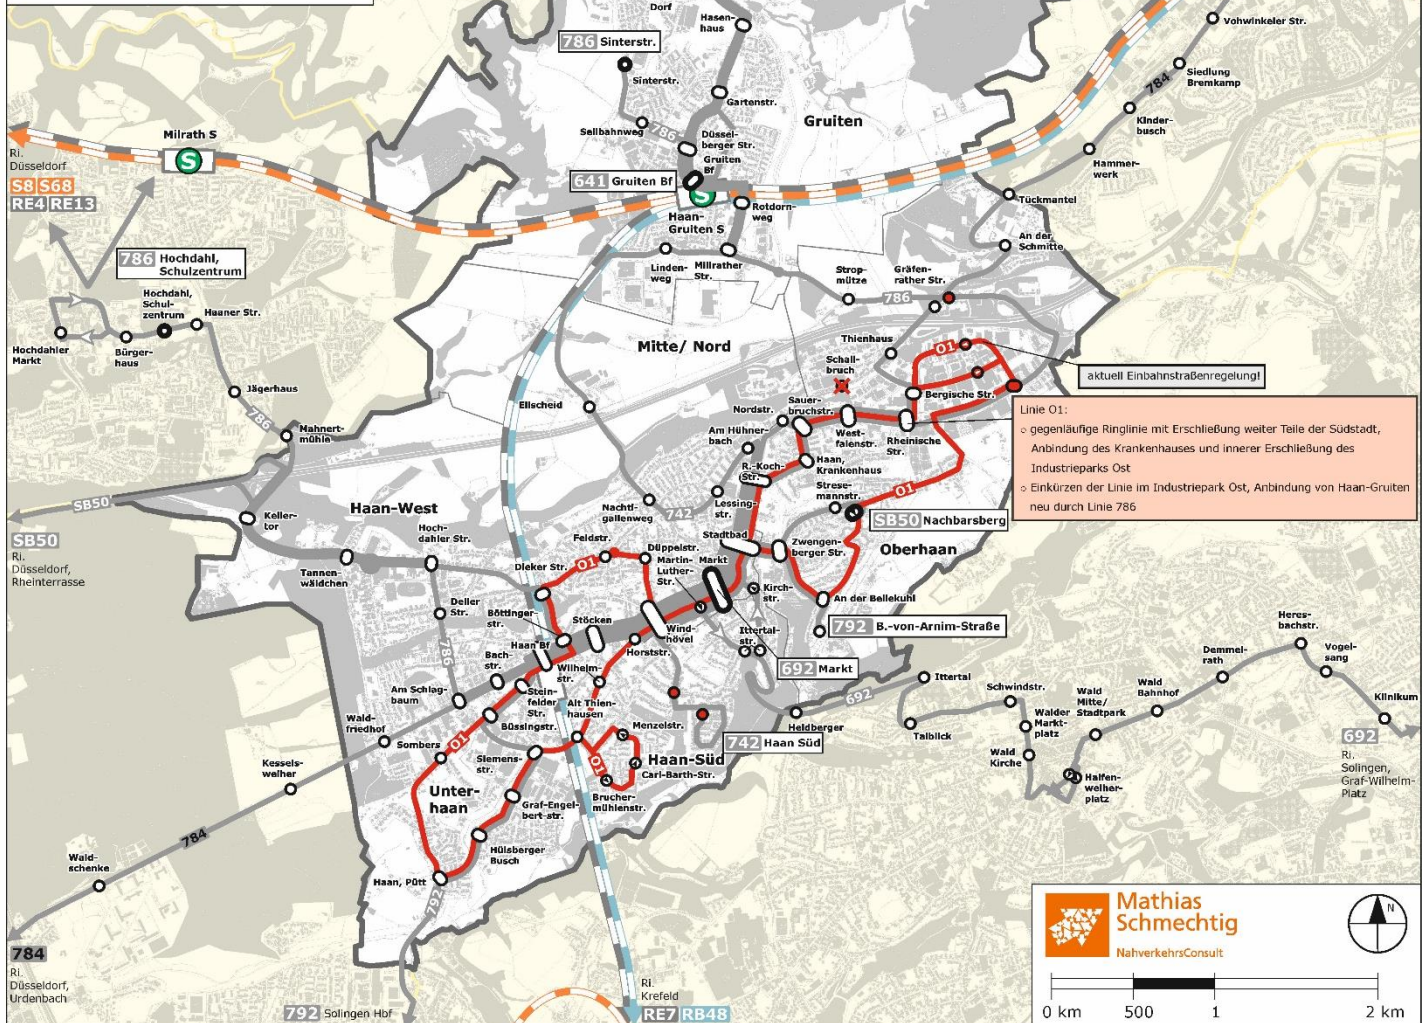 Dorf
Hasen-
haus
Vohwinkeler Str.
786 Sinterstr.
Sinterstr.
Siedlung
Bremkamp
784
Gartenstr.
Kinder-
busch
Gruiten
Sellbahnweg
786
Düssel-
berger Str.
Gruiten
Bf
Hammer-
werk
Milrath S
S
Ri.
Düsseldorf
S8 S68
RE4 RE13
641 Gruiten Bf
S
Haan-
Gruiten S
Rotdorn-
weg
Tückmantel
An der
Schmitte
786 Hochdahl,
Schulzentrum
Linden-
weg
Millrather
Str.
Strop-
mütze
Gräfen-
rather Str.
786
Hochdahl,
Schul-
zentrum
Haaner Str.
Hochdahler
Markt
Bürger-
haus
Mitte/ Nord
Thienhaus
O1
Schall-
bruch
aktuell Einbahnstraßenregelung!
Jägerhaus
786
Ellscheid
Nordstr.
Sauer-
bruchstr.
Bergische Str.
Mahnert-
mühle
Am Hühner-
bach
West-
falenstr.
Rheinische
Str.
Linie O1:
○ gegenläufige Ringlinie mit Erschließung weiter Teile der Südstadt,
Anbindung des Krankenhauses und innerer Erschließung des
Industrieparks Ost
○ Einkürzen der Linie im Industriepark Ost, Anbindung von Haan-Gruiten
neu durch Linie 786
R.-Koch-
Str.
Haan,
Krankenhaus
SB50
Haan-West
Nachti-
gallenweg
742
Lessing-
str.
Strese-
mannstr.
O1
SB50 Nachbarsberg
Keller-
tor
SB50
Ri.
Düsseldorf,
Rheinterrasse
Hoch-
dahler Str.
Feldstr.
Stadtbad
Zwengen-
berger Str.
Oberhaan
Tannen-
wäldchen
Dieker Str.
O1
Düppelstr.
Martin-
Luther-
Str.
Markt
Kirch-
str.
An der Bellekuhl
Deller
Str.
Böttinger-
str.
Stöcken
Wind-
hövel
Ittertal-
str.
792 B.-von-Arnim-Straße
Heres-
bachstr.
786
Haan Bf
Bach-
str.
Horststr.
692 Markt
Demmel-
rath
Vogel-
sang
Wilhelm-
str.
Am Schlag-
baum
Stein-
felder
Str.
Ittertal
692
Schwindstr.
Wald
Mitte/
Stadtpark
Wald
Bahnhof
Klinikum
Wald-
friedhof
Büssingstr.
Alt Thien-
hausen
Menzelstr.
Heldberger
Talblick
Walder
Markt-
platz
742 Haan Süd
692
Ri.
Solingen,
Graf-Wilhelm-
Platz
Sombers
O1
Siemens-
str.
O1
Haan-Süd
Carl-Barth-Str.
Wald
Kirche
Kessels-
weiher
Unter-
haan
Graf-Engel-
bert-str.
Brucher-
mühlenstr.
Halfen-
weiher-
platz
784
Hülsberger
Busch
Wald-
schenke
Haan, Pütt
792
784
Ri.
Düsseldorf,
Urdenbach
Mathias
Schmechtig
NahverkehrsConsult
N
Ri.
Krefeld
RE7 RB48
792 Solingen Hbf
0 km 500 1 2 km